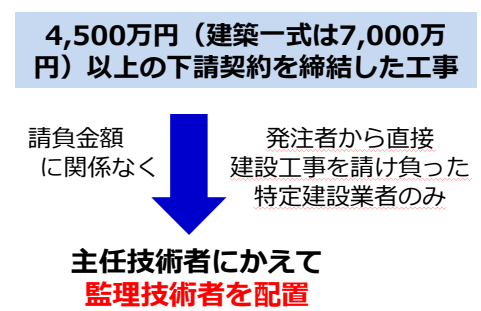 4,500万円（建築一式は7,000万
円）以上の下請契約を締結した工事
請負金額
に関係なく
発注者から直接
建設工事を請け負った
特定建設業者のみ
主任技術者にかえて
監理技術者を配置